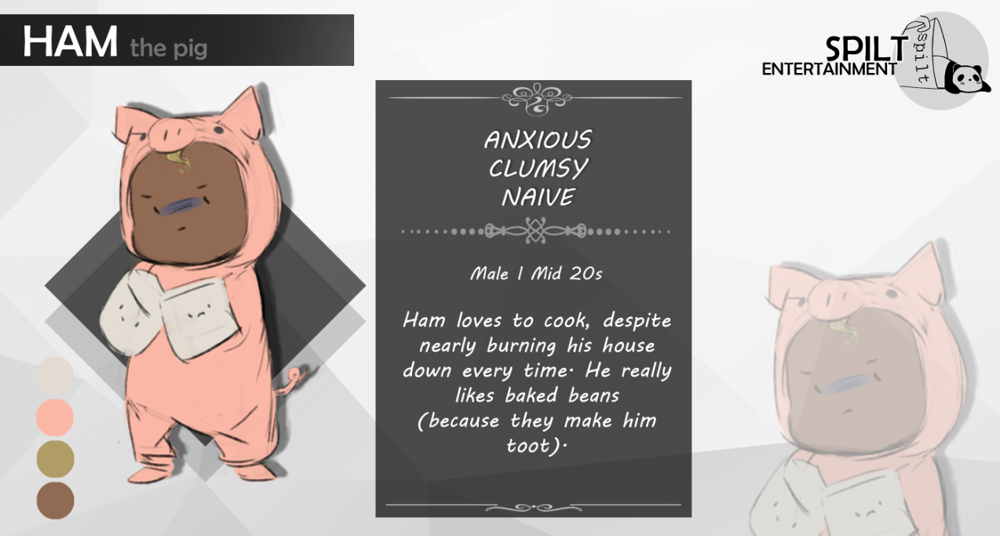 HAM the pig
SPILT
ENTERTAINMENT
spilt
ANXIOUS
CLUMSY
NAIVE
Male | Mid 20s
Ham loves to cook, despite
nearly burning his house
down every time. He really
likes baked beans
(because they make him
toot).